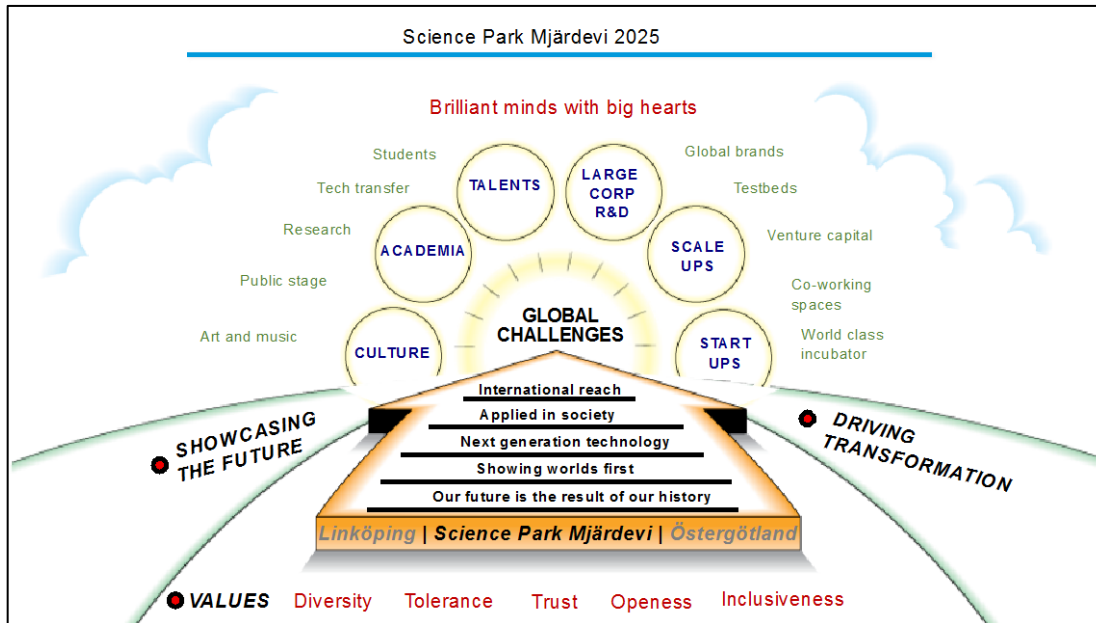 Science Park Mjärdevi 2025
Brilliant minds with big hearts
Students
Tech transfer
Research
Public stage
Art and music
TALENTS
LARGE
CORP
R&D
ACADEMIA
SCALE
UPS
CULTURE
START
UPS
Global brands
Testbeds
Venture capital
Co-working
spaces
World class
incubator
GLOBAL
CHALLENGES
International reach
Applied in society
Next generation technology
Showing worlds first
Our future is the result of our history
Linköping | Science Park Mjärdevi | Östergötland
SHOWCASING
THE FUTURE
DRIVING
TRANSFORMATION
VALUES Diversity Tolerance Trust Openess Inclusiveness